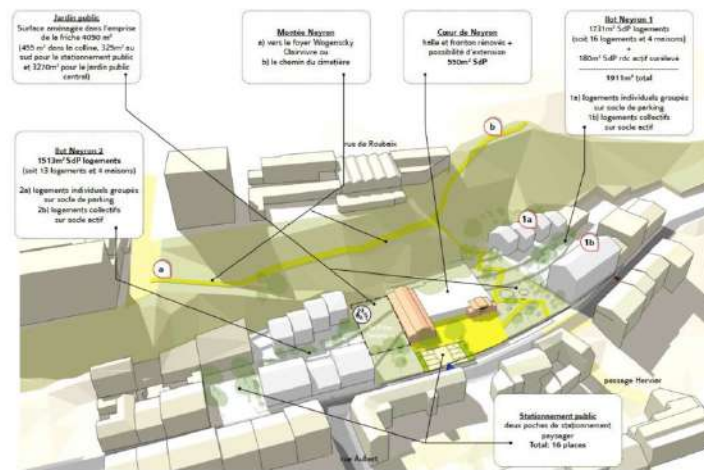 Jardin public
Surface aménagée dans l'emprise
de la friche 4090 m²
(495 m² dans la colline, 325m² au
sud pour le stationnement public
et 3270m² pour le jardin public
central)
Montée Neyron
a) vers le foyer Wogenscky
Clairvivre ou
b) le chemin du cimetière
Cœur de Neyron
halle et fronton rénovés +
possibilité d'extension
550m² SdP
Ilot Neyron 1
1731m² SdP logements
(soit 16 logements et 4 maisons)
+
180m² SdP rdc actif surélevé
1911m² total
1a) logements individuels groupés
sur socle de parking
1b) logements collectifs
sur socle actif
Ilot Neyron 2
1513m² SdP logements
(soit 13 logements et 4 maisons)
2a) logements individuels groupés
sur socle de parking
2b) logements collectifs
sur socle actif
rue de Roubaix
b
1a
1b
a
passage Hervier
Stationnement public
deux poches de stationnement
paysager
Total: 16 places
rue Aubert